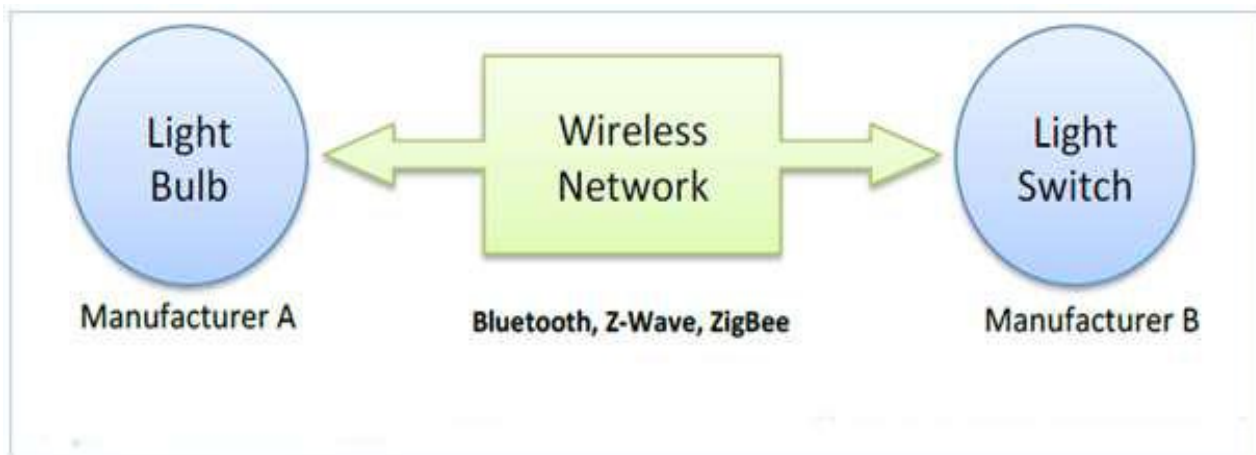 Light
Bulb
Wireless
Network
Light
Switch
Manufacturer A
Bluetooth, Z-Wave, ZigBee
Manufacturer B